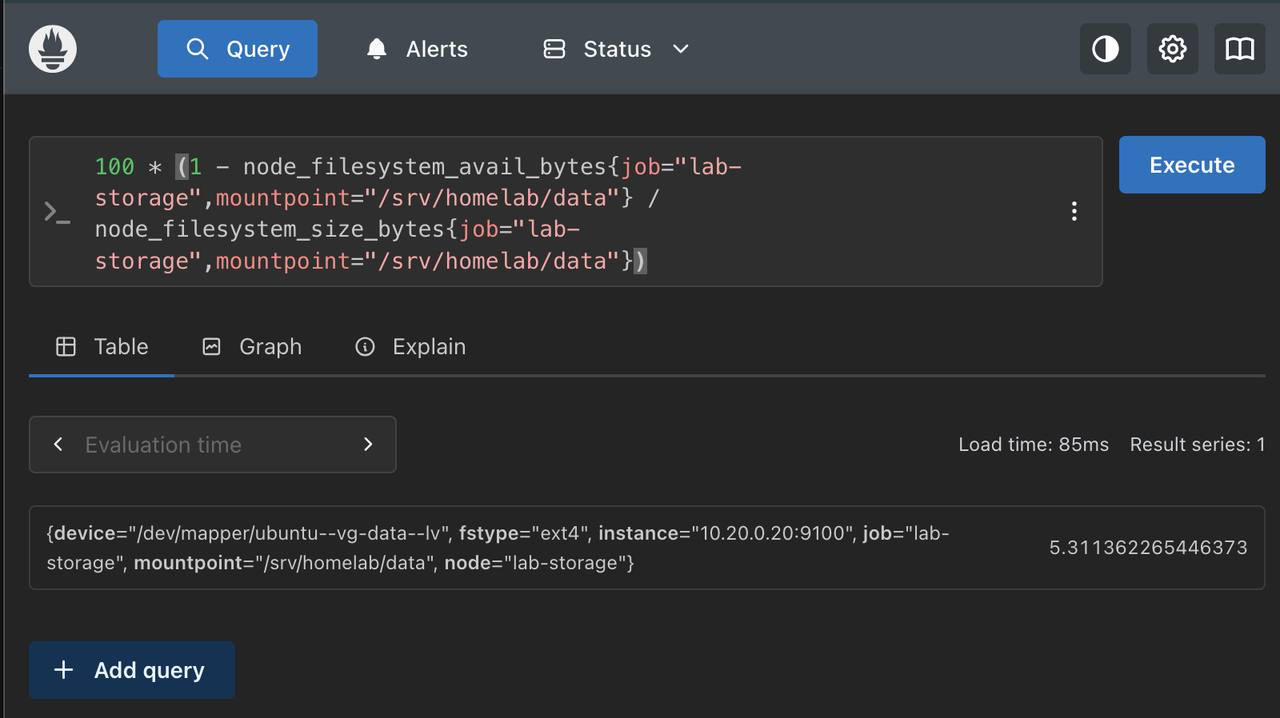 Query Alerts Status
100 * (1 - node_filesystem_avail_bytes{job="lab-
storage",mountpoint="/srv/homelab/data"} /
node_filesystem_size_bytes{job="lab-
storage",mountpoint="/srv/homelab/data"})
Execute
Table Graph Explain
Evaluation time
Load time: 85ms Result series: 1
{device="/dev/mapper/ubuntu--vg-data--lv", fstype="ext4", instance="10.20.0.20:9100", job="lab-
storage", mountpoint="/srv/homelab/data", node="lab-storage"}
5.311362265446373
Add query